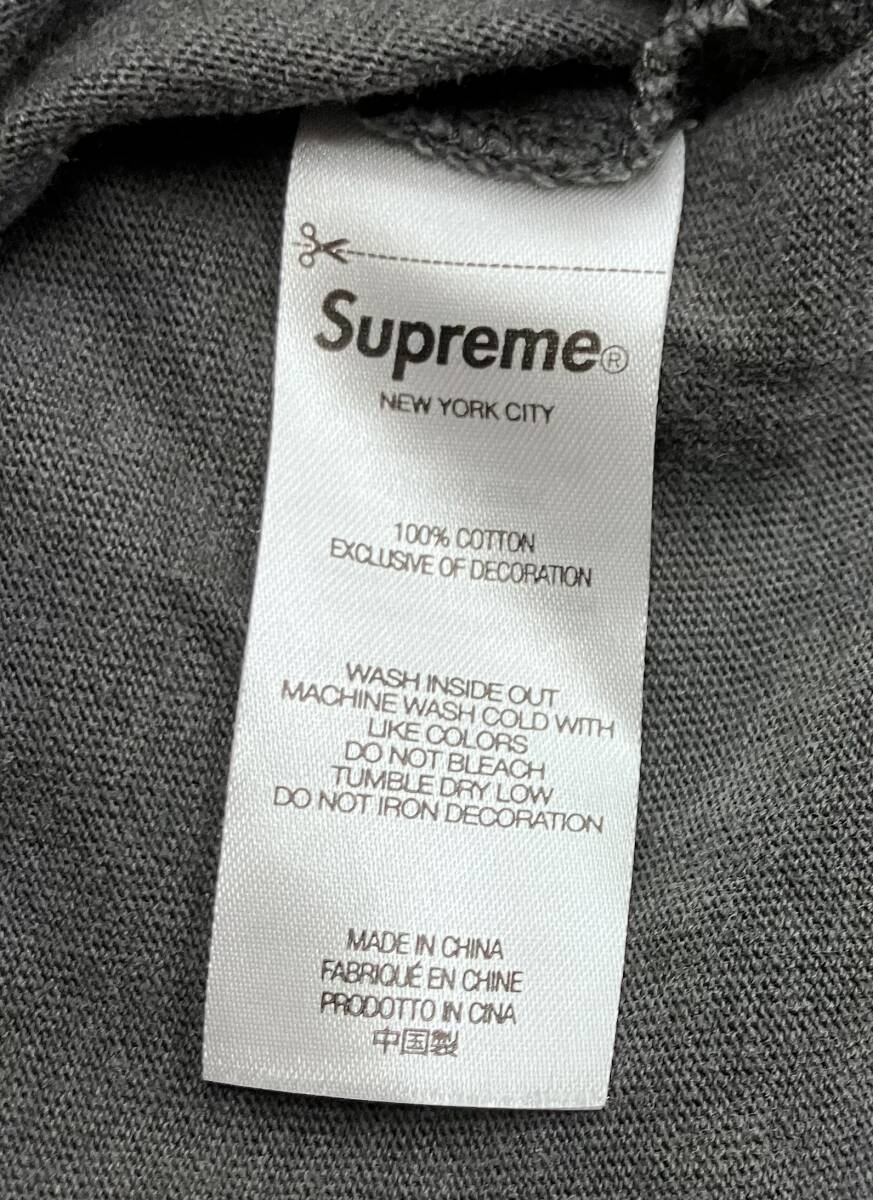 Supreme®
NEW YORK CITY
100% COTTON
EXCLUSIVE OF DECORATION
WASH INSIDE OUT
MACHINE WASH COLD WITH
LIKE COLORS
DO NOT BLEACH
TUMBLE DRY LOW
DO NOT IRON DECORATION
MADE IN CHINA
FABRIQUÉ EN CHINE
PRODOTTO IN CINA
中国製